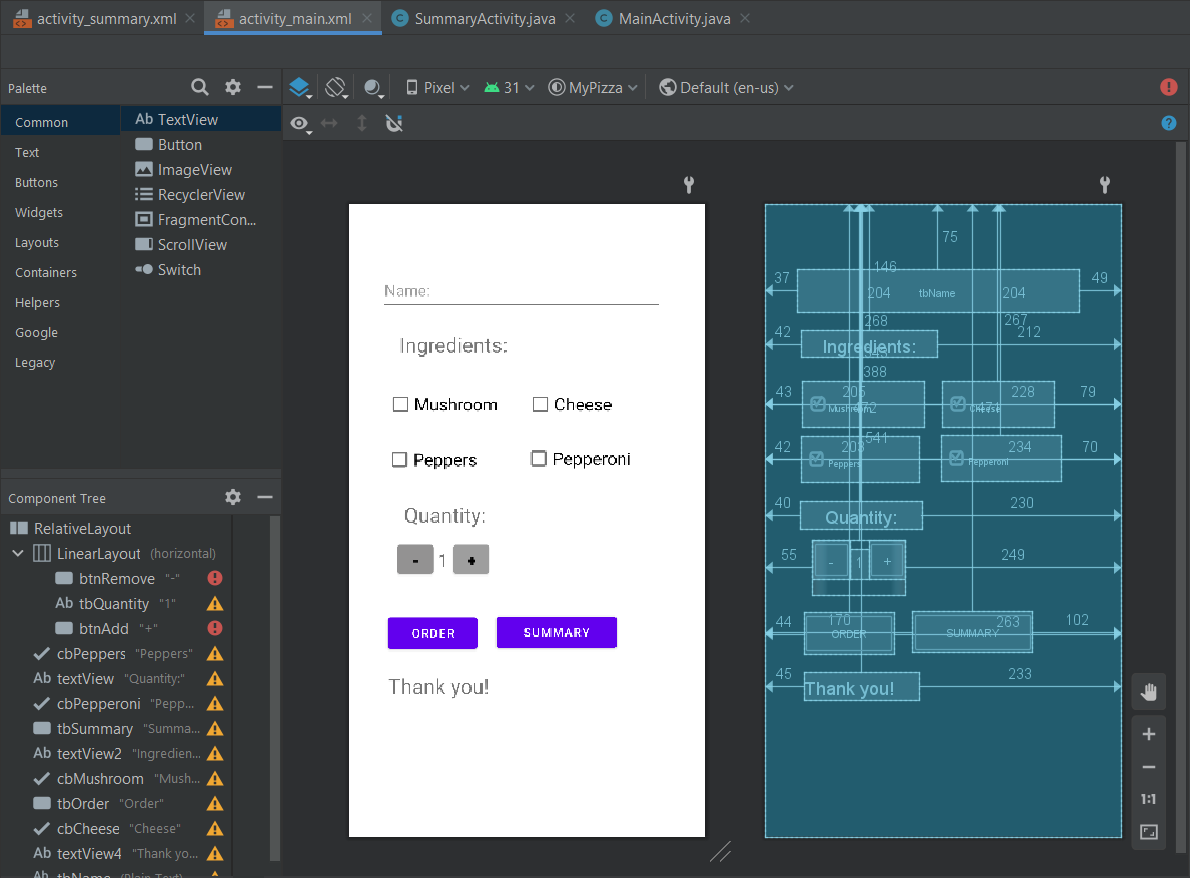 activity_summary.xml activity_main.xml SummaryActivity.java MainActivity.java
Palette Pixel 31 MyPizza Default (en-us)
Common
Text
Buttons
Widgets
Layouts
Containers
Helpers
Google
Legacy
Ab TextView
Button
ImageView
RecyclerView
FragmentCon...
ScrollView
Switch
Component Tree
RelativeLayout
LinearLayout (horizontal)
btnRemove "-"
Ab tbQuantity "1"
btnAdd "+"
cbPeppers "Peppers"
Ab textView "Quantity:"
cbPepperoni "Pepp...
tbSummary "Summa...
Ab textView2 "Ingredien...
cbMushroom "Mush...
tbOrder "Order"
cbCheese "Cheese"
Ab textView4 "Thank yo...
Ab tbName (Plain Text)
Name:
Ingredients:
Mushroom Cheese
Peppers Pepperoni
Quantity:
- 1 +
ORDER SUMMARY
Thank you!
75
146
37 49
204 tbName 204
268 267
42 212
Ingredients:
388
43 205 228 79
Mushroom Cheese
541
42 203 234 70
Peppers Pepperoni
40 230
Quantity:
55 249
- 1 +
44 170 263 102
ORDER SUMMARY
45 233
Thank you!
1:1